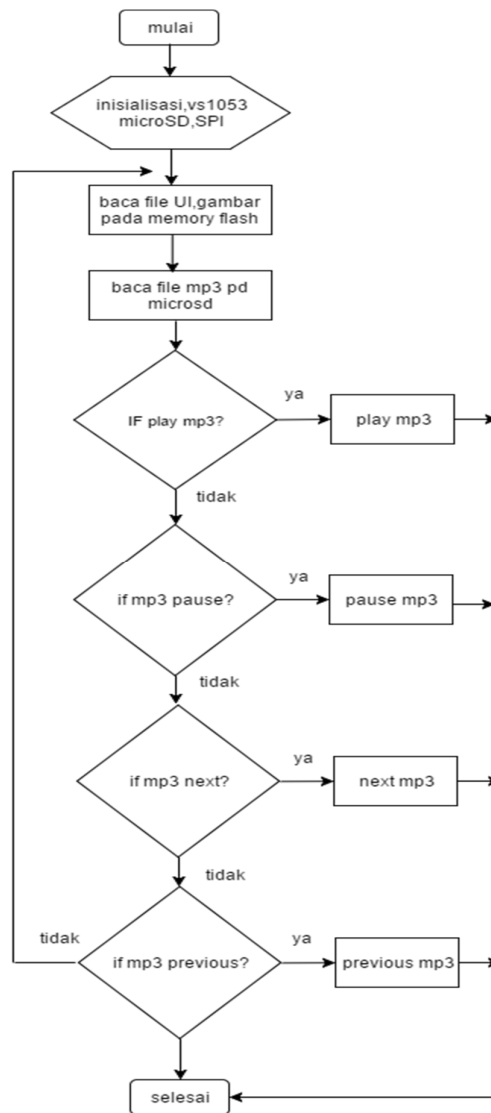 mulai
inisialisasi,vs1053
microSD,SPI
baca file UI,gambar
pada memory flash
baca file mp3 pd
microsd
IF play mp3?
ya
play mp3
tidak
if mp3 pause?
ya
pause mp3
tidak
if mp3 next?
ya
next mp3
tidak
tidak
if mp3 previous?
ya
previous mp3
selesai